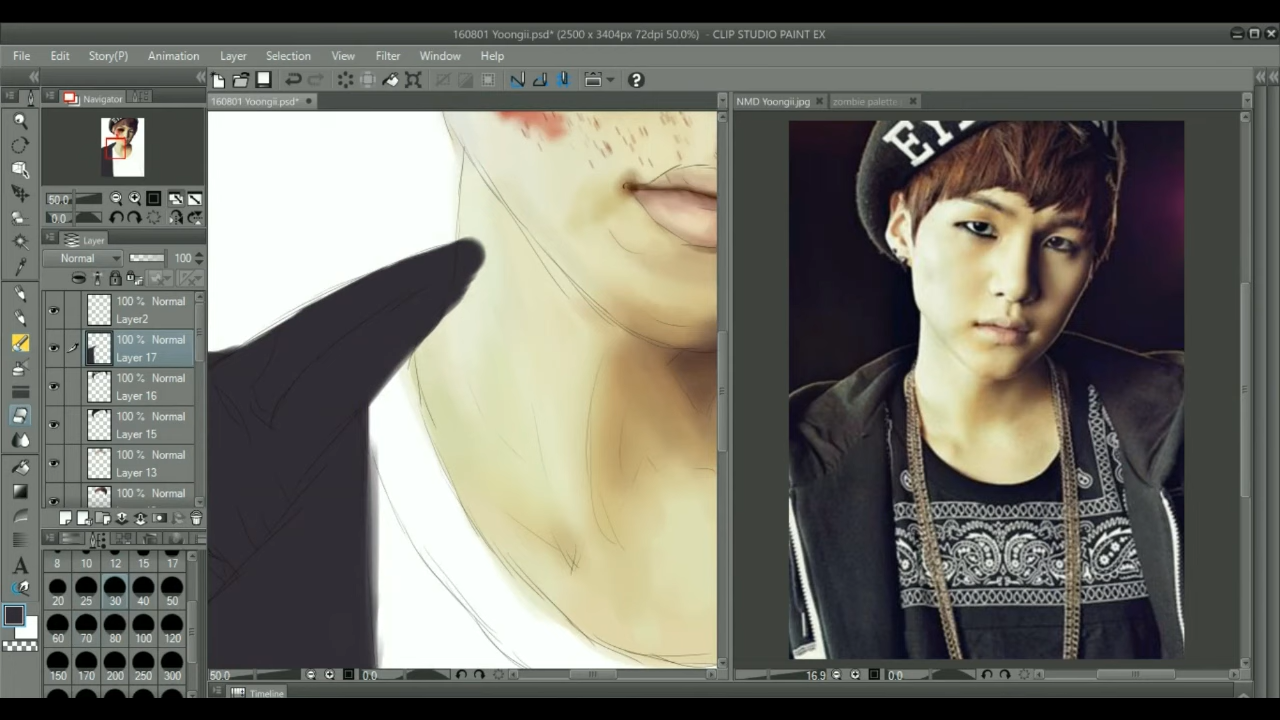 160801 Yoongii.psd* (2500 x 3404px 72dpi 50.0%) - CLIP STUDIO PAINT EX
File Edit Story(P) Animation Layer Selection View Filter Window Help
Navigator
160801 Yoongii.psd*
NMD Yoongii.jpg
zombie palette
50.0
0.0
Layer
Normal 100
100 % Normal
Layer2
100 % Normal
Layer 17
100 % Normal
Layer 16
100 % Normal
Layer 15
100 % Normal
Layer 13
100 % Normal
8 10 12 15 17
20 25 30 40 50
60 70 80 100 120
150 170 200 250 300
50.0 0.0
16.9 0.0
Timeline
A